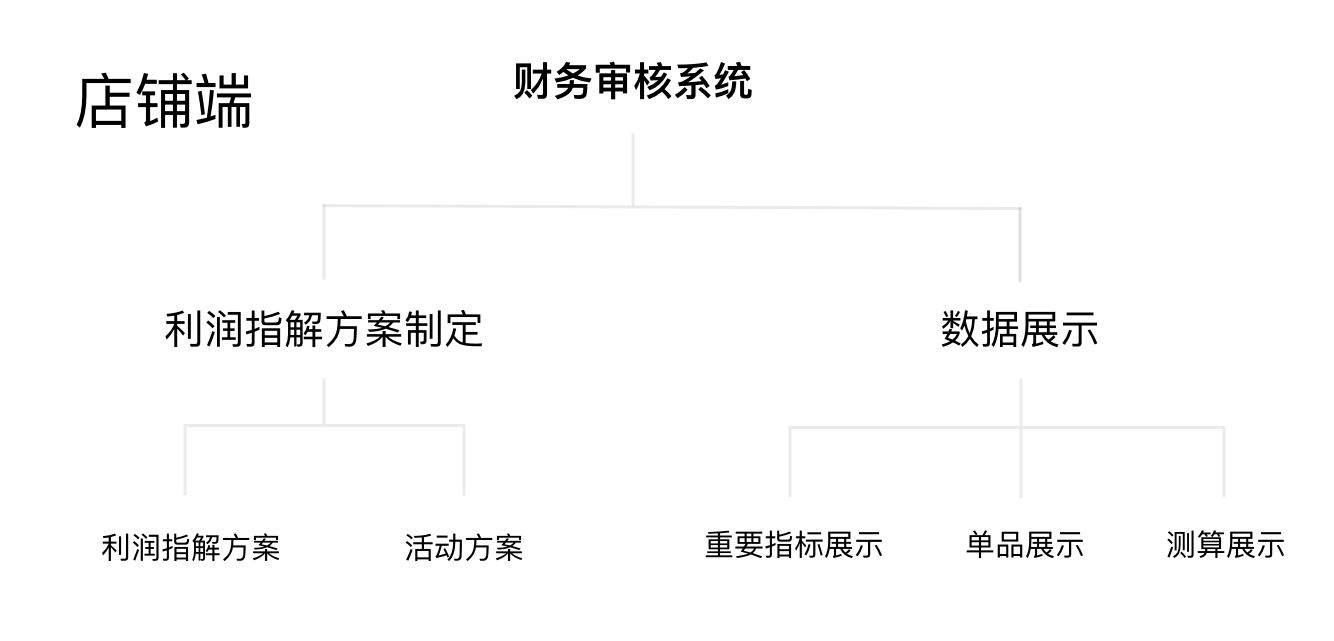 店铺端
财务审核系统
利润指解方案制定
数据展示
利润指解方案
活动方案
重要指标展示
单品展示
测算展示